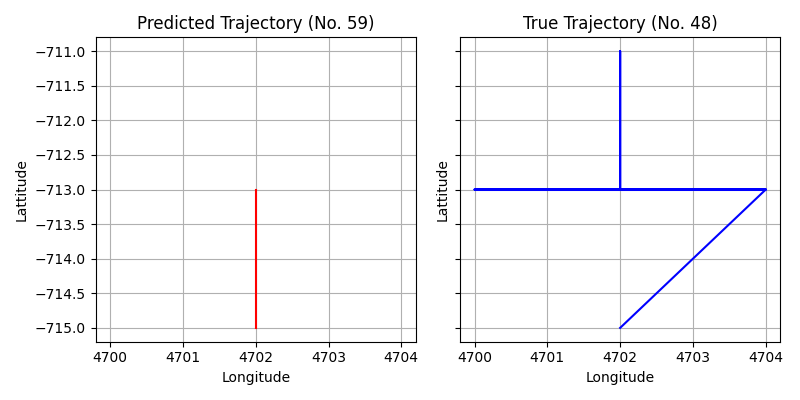 Predicted Trajectory (No. 59)
True Trajectory (No. 48)
−711.0
−711.5
−712.0
−712.5
−713.0
−713.5
−714.0
−714.5
−715.0
Lattitude
Lattitude
4700 4701 4702 4703 4704
4700 4701 4702 4703 4704
Longitude
Longitude